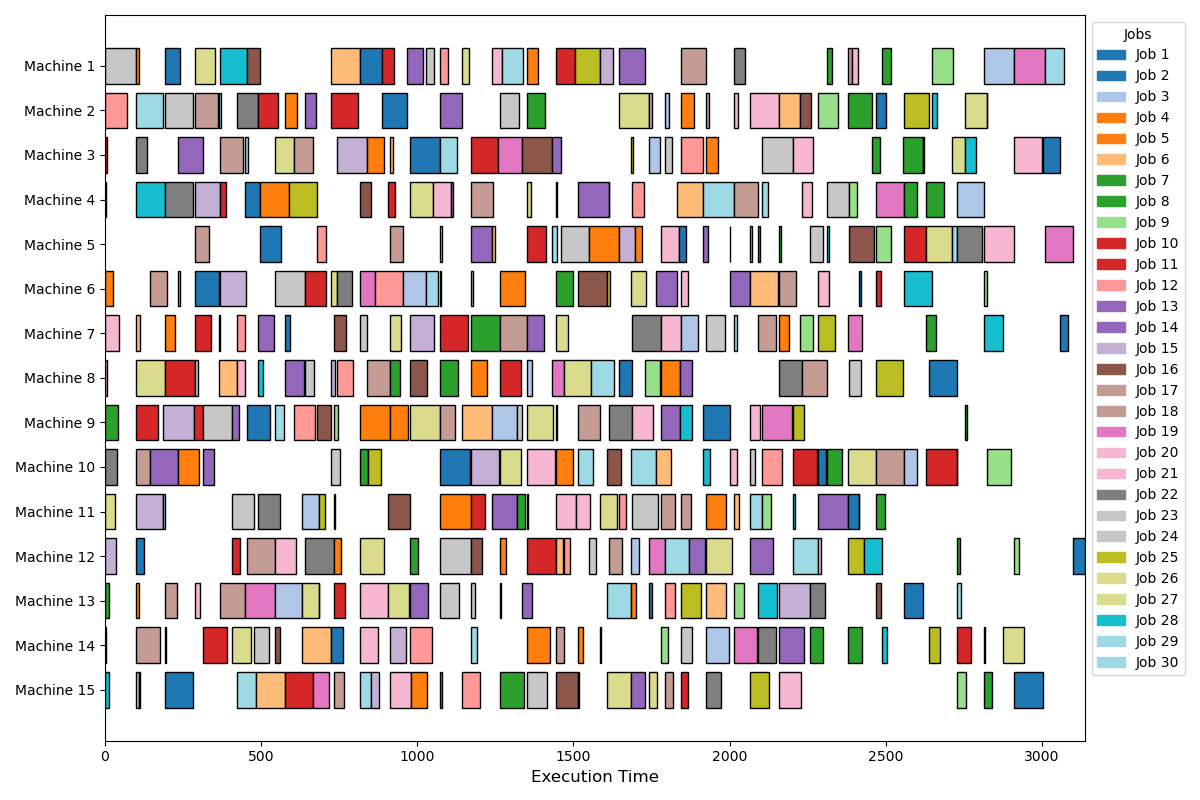 Machine 1
Machine 2
Machine 3
Machine 4
Machine 5
Machine 6
Machine 7
Machine 8
Machine 9
Machine 10
Machine 11
Machine 12
Machine 13
Machine 14
Machine 15
0 500 1000 1500 2000 2500 3000
Execution Time
Jobs
Job 1
Job 2
Job 3
Job 4
Job 5
Job 6
Job 7
Job 8
Job 9
Job 10
Job 11
Job 12
Job 13
Job 14
Job 15
Job 16
Job 17
Job 18
Job 19
Job 20
Job 21
Job 22
Job 23
Job 24
Job 25
Job 26
Job 27
Job 28
Job 29
Job 30